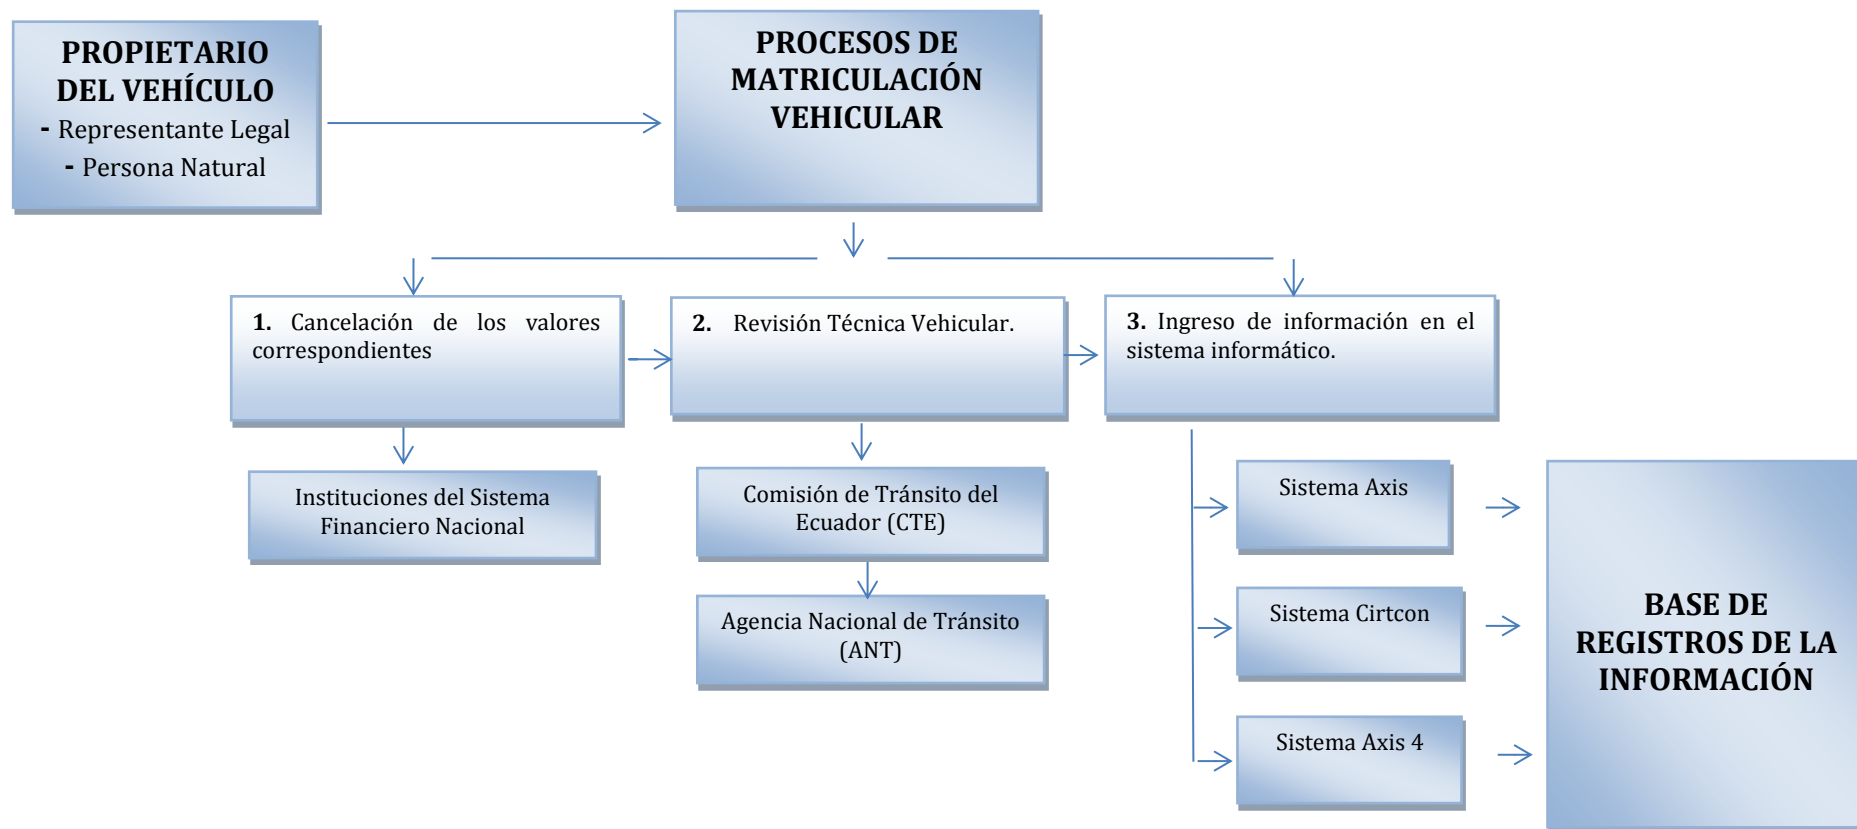 PROPIETARIO
DEL VEHÍCULO
- Representante Legal
- Persona Natural
PROCESOS DE
MATRICULACIÓN
VEHICULAR
1. Cancelación de los valores
correspondientes
2. Revisión Técnica Vehicular.
3. Ingreso de información en el
sistema informático.
Instituciones del Sistema
Financiero Nacional
Comisión de Tránsito del
Ecuador (CTE)
Agencia Nacional de Tránsito
(ANT)
Sistema Axis
Sistema Cirtcon
Sistema Axis 4
BASE DE
REGISTROS DE LA
INFORMACIÓN